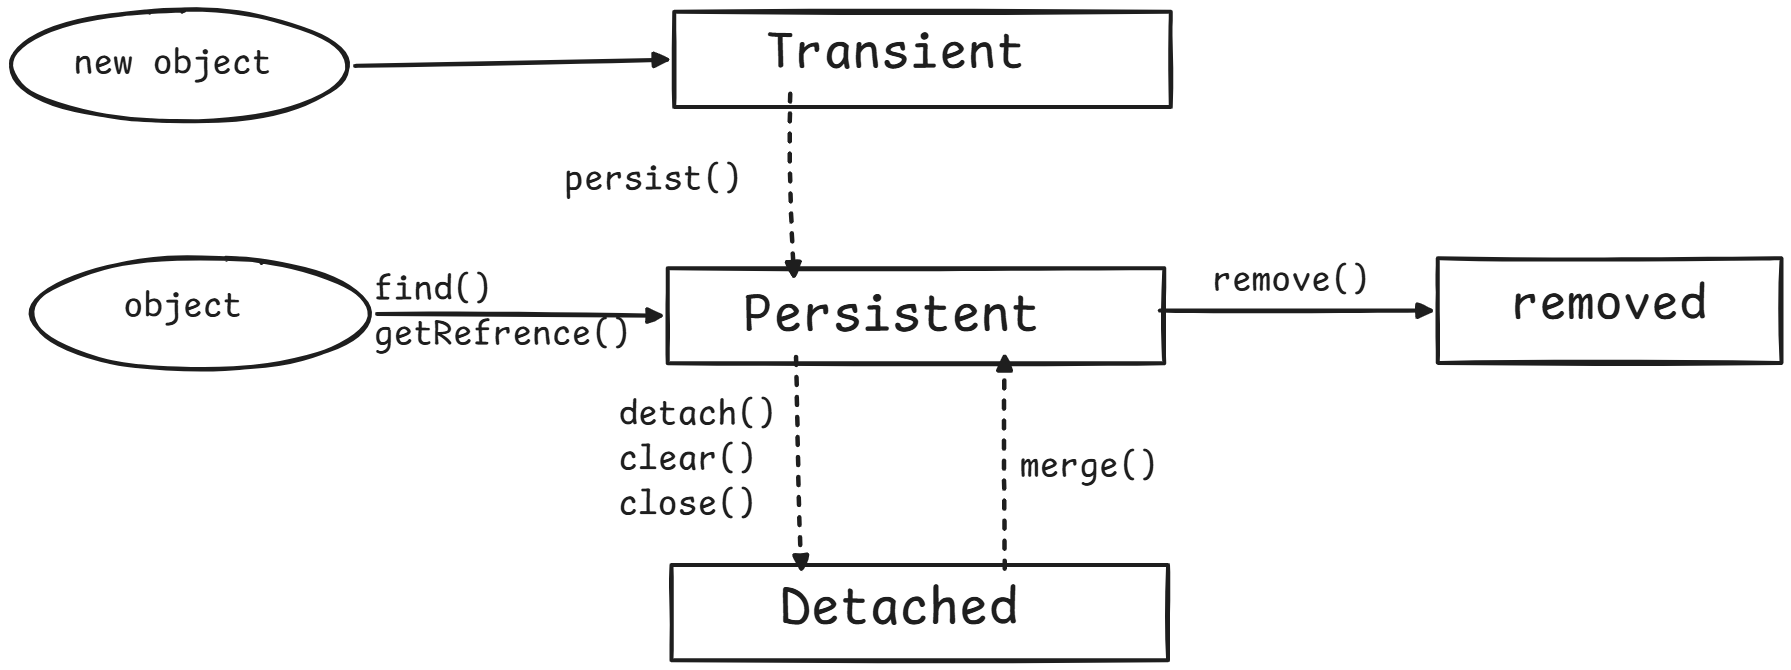 new object
Transient
persist()
object
find()
getRefrence()
Persistent
remove()
removed
detach()
clear()
close()
merge()
Detached